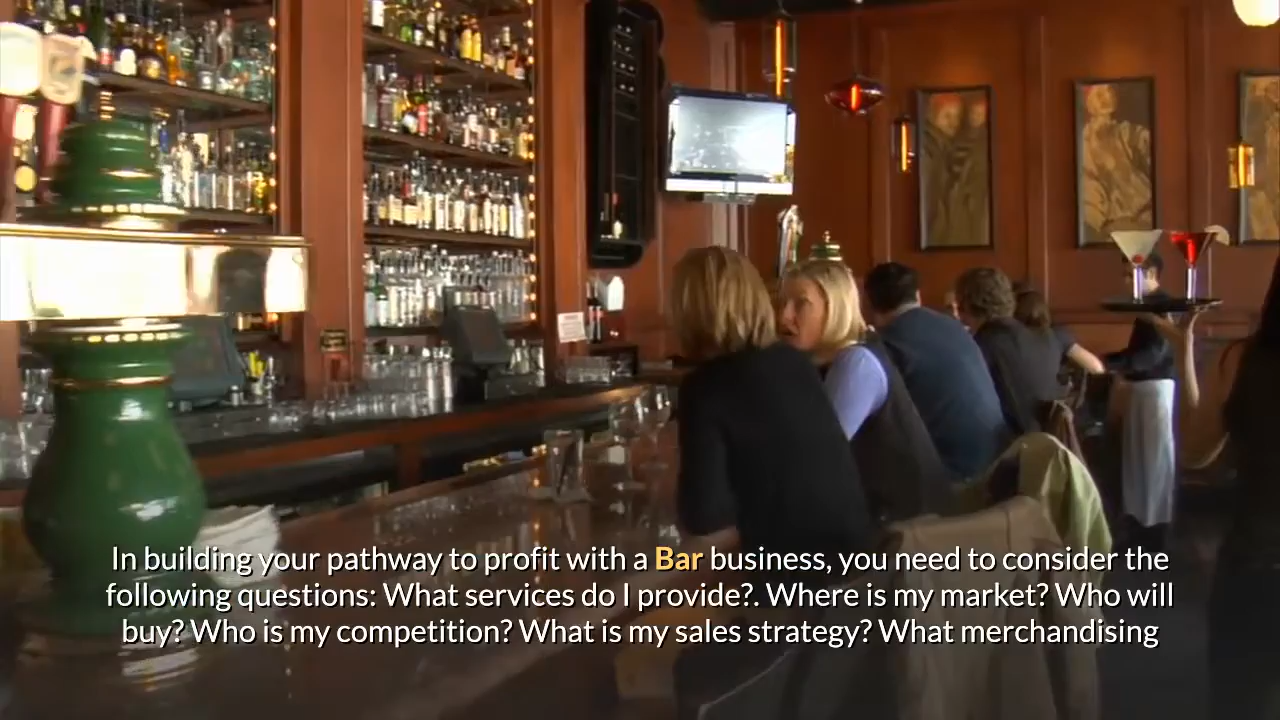 In building your pathway to profit with a Bar business, you need to consider the
following questions: What services do I provide?. Where is my market? Who will
buy? Who is my competition? What is my sales strategy? What merchandising